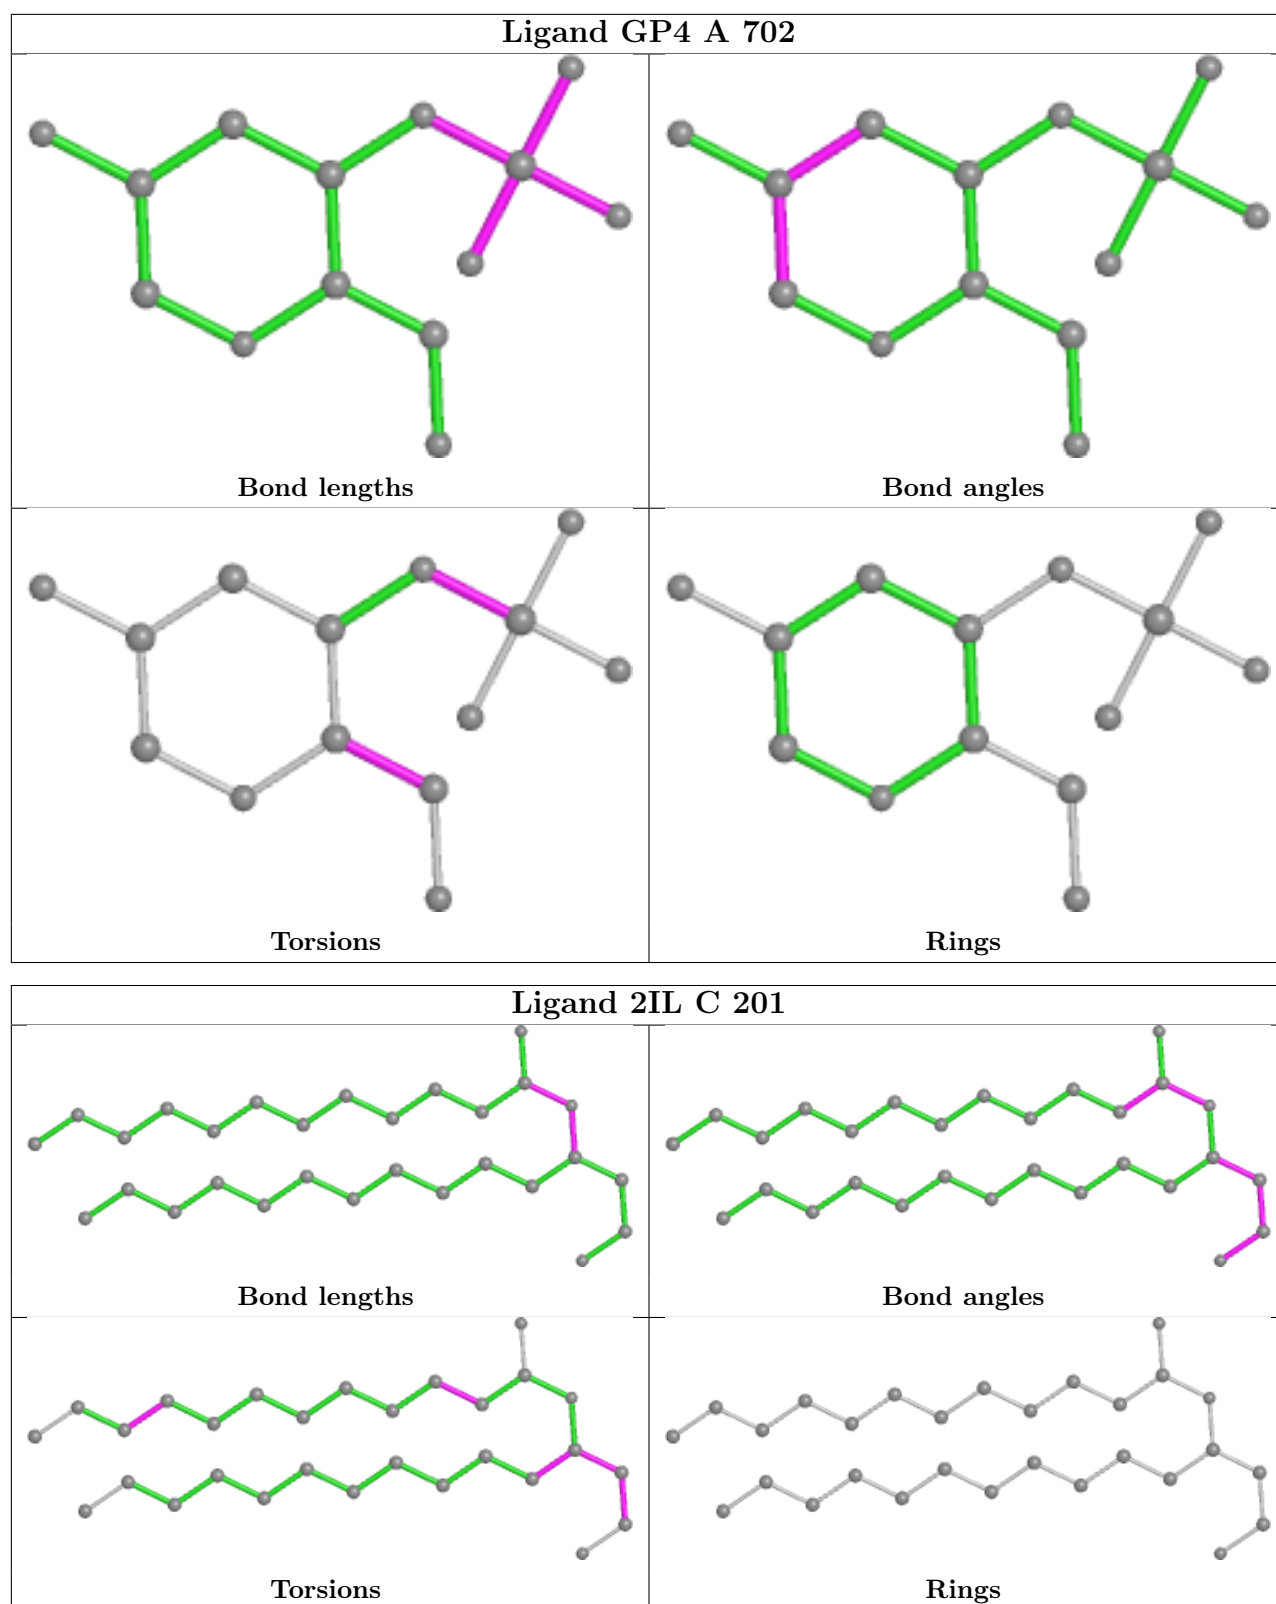 Ligand GP4 A 702
Bond lengths
Bond angles
Torsions
Rings
Ligand 2IL C 201
Bond lengths
Bond angles
Torsions
Rings